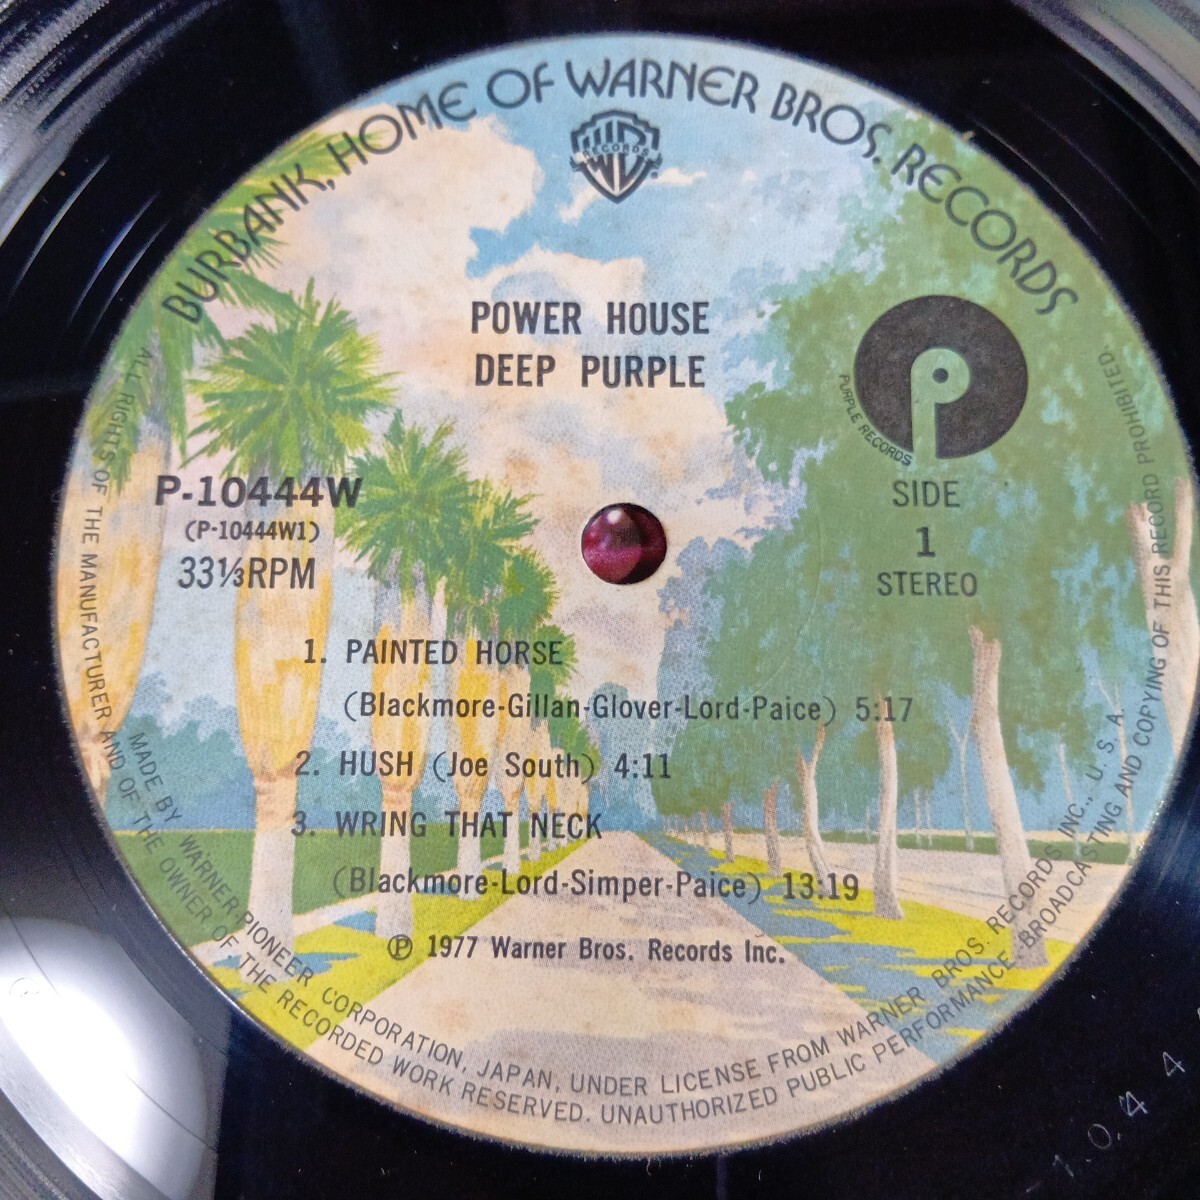 BURBANK, HOME OF WARNER BROS. RECORDS
RECORDS
POWER HOUSE
DEEP PURPLE
PURPLE RECORDS
P-10444W
(P-10444W1)
33⅓RPM
SIDE
1
STEREO
1. PAINTED HORSE
(Blackmore-Gillan-Glover-Lord-Paice) 5:17
2. HUSH (Joe South) 4:11
3. WRING THAT NECK
(Blackmore-Lord-Simper-Paice) 13:19
℗ 1977 Warner Bros. Records Inc.
MADE BY WARNER-PIONEER CORPORATION, JAPAN, UNDER LICENSE FROM WARNER BROS. RECORDS INC., U. S. A.
ALL RIGHTS OF THE MANUFACTURER AND OF THE OWNER OF THE RECORDED WORK RESERVED. UNAUTHORIZED PUBLIC PERFORMANCE, BROADCASTING AND COPYING OF THIS RECORD PROHIBITED.